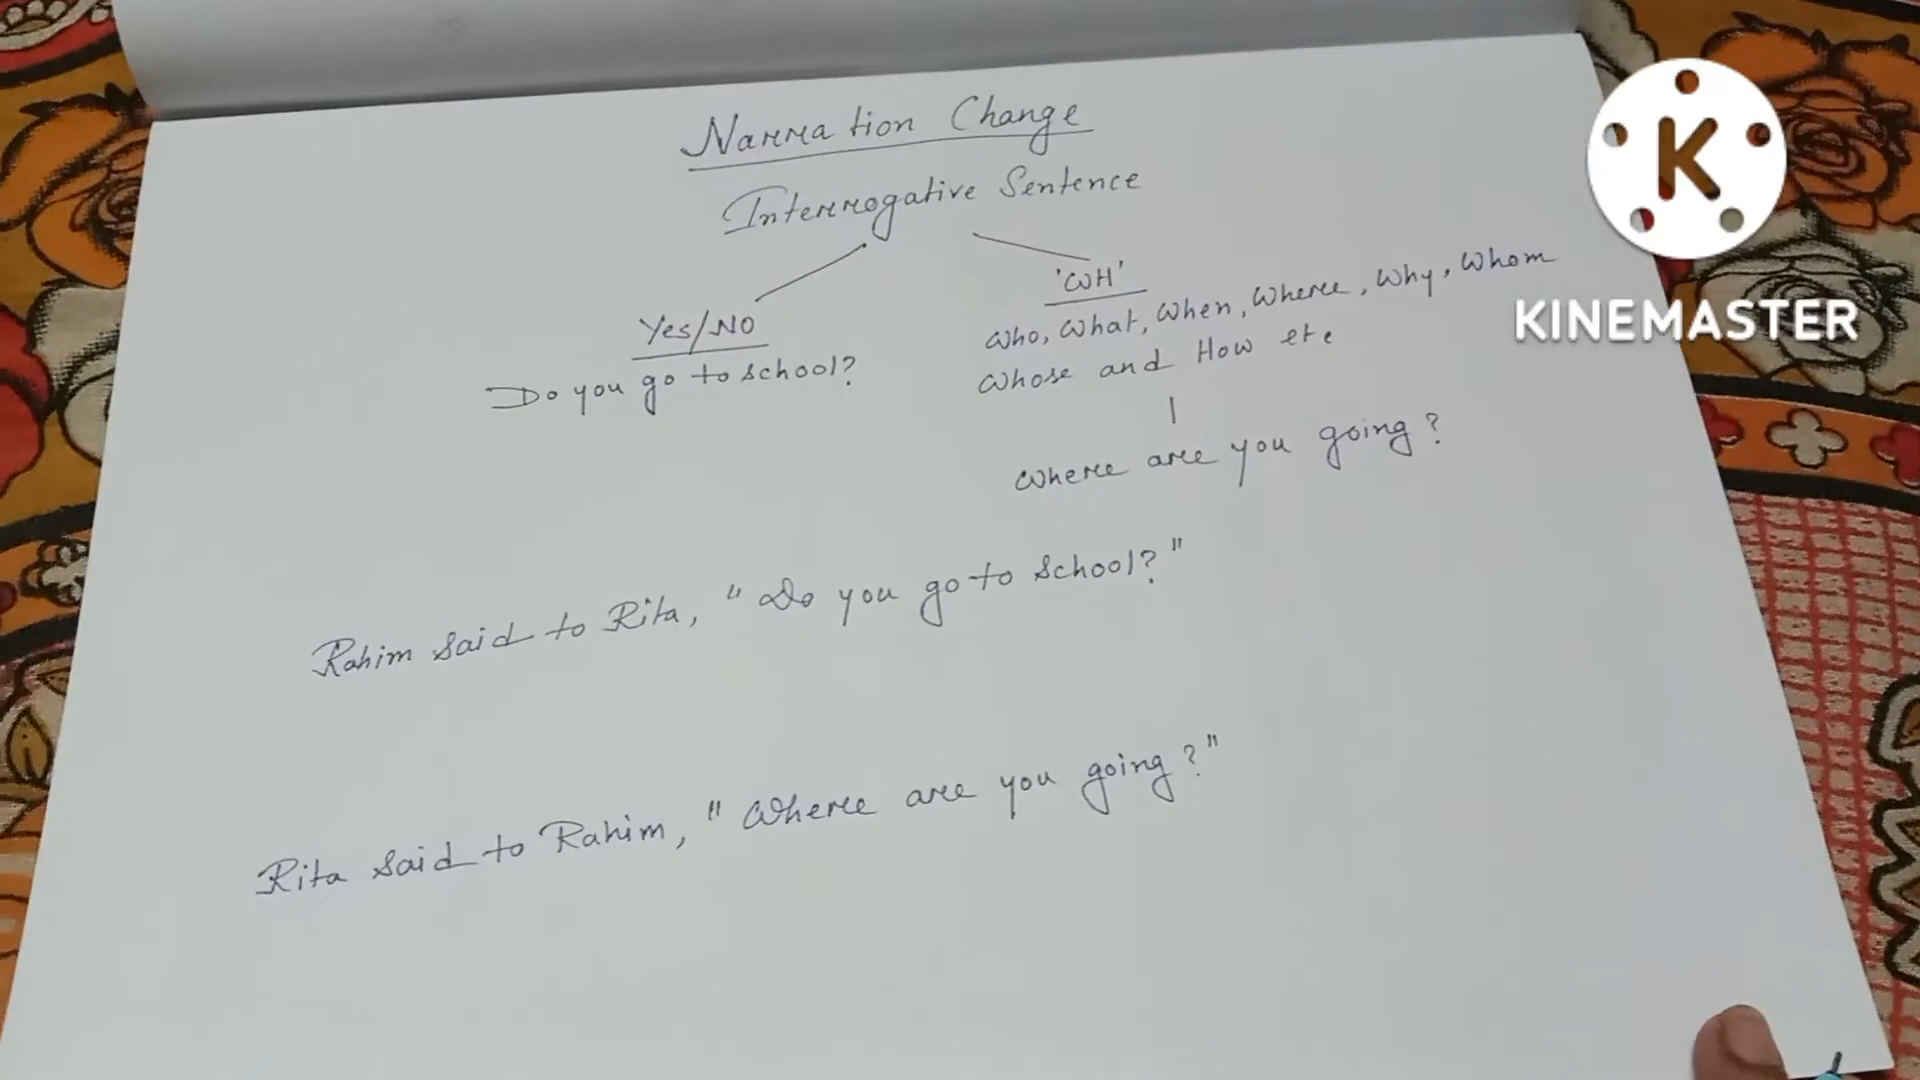 Narration Change
Interrogative Sentence
Yes/NO
Do you go to school?
'WH'
Who, What, When, Where, Why, Whom
Whose and How etc
Where are you going?
Rahim said to Rita, "Do you go to school?"
Rita said to Rahim, "Where are you going?"
K
KINEMASTER